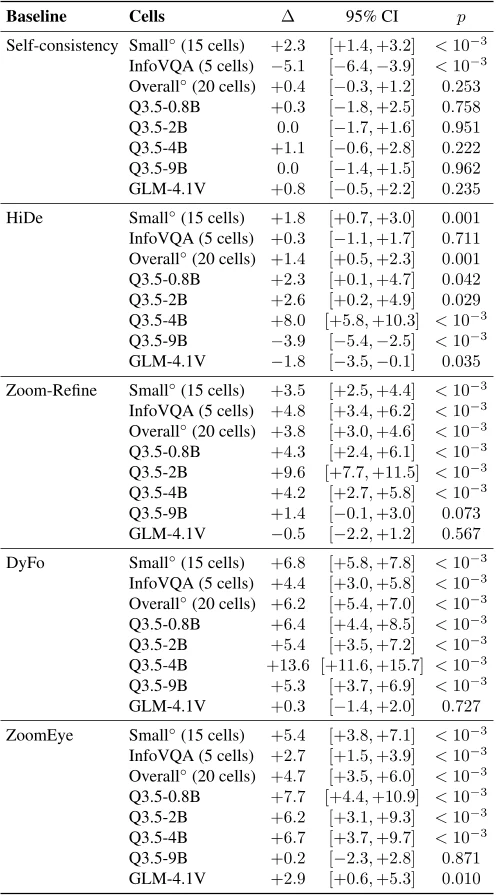 Baseline Cells Δ 95% CI p
Self-consistency Small° (15 cells) +2.3 [+1.4, +3.2] < 10⁻³
InfoVQA (5 cells) −5.1 [−6.4, −3.9] < 10⁻³
Overall° (20 cells) +0.4 [−0.3, +1.2] 0.253
Q3.5-0.8B +0.3 [−1.8, +2.5] 0.758
Q3.5-2B 0.0 [−1.7, +1.6] 0.951
Q3.5-4B +1.1 [−0.6, +2.8] 0.222
Q3.5-9B 0.0 [−1.4, +1.5] 0.962
GLM-4.1V +0.8 [−0.5, +2.2] 0.235
HiDe Small° (15 cells) +1.8 [+0.7, +3.0] 0.001
InfoVQA (5 cells) +0.3 [−1.1, +1.7] 0.711
Overall° (20 cells) +1.4 [+0.5, +2.3] 0.001
Q3.5-0.8B +2.3 [+0.1, +4.7] 0.042
Q3.5-2B +2.6 [+0.2, +4.9] 0.029
Q3.5-4B +8.0 [+5.8, +10.3] < 10⁻³
Q3.5-9B −3.9 [−5.4, −2.5] < 10⁻³
GLM-4.1V −1.8 [−3.5, −0.1] 0.035
Zoom-Refine Small° (15 cells) +3.5 [+2.5, +4.4] < 10⁻³
InfoVQA (5 cells) +4.8 [+3.4, +6.2] < 10⁻³
Overall° (20 cells) +3.8 [+3.0, +4.6] < 10⁻³
Q3.5-0.8B +4.3 [+2.4, +6.1] < 10⁻³
Q3.5-2B +9.6 [+7.7, +11.5] < 10⁻³
Q3.5-4B +4.2 [+2.7, +5.8] < 10⁻³
Q3.5-9B +1.4 [−0.1, +3.0] 0.073
GLM-4.1V −0.5 [−2.2, +1.2] 0.567
DyFo Small° (15 cells) +6.8 [+5.8, +7.8] < 10⁻³
InfoVQA (5 cells) +4.4 [+3.0, +5.8] < 10⁻³
Overall° (20 cells) +6.2 [+5.4, +7.0] < 10⁻³
Q3.5-0.8B +6.4 [+4.4, +8.5] < 10⁻³
Q3.5-2B +5.4 [+3.5, +7.2] < 10⁻³
Q3.5-4B +13.6 [+11.6, +15.7] < 10⁻³
Q3.5-9B +5.3 [+3.7, +6.9] < 10⁻³
GLM-4.1V +0.3 [−1.4, +2.0] 0.727
ZoomEye Small° (15 cells) +5.4 [+3.8, +7.1] < 10⁻³
InfoVQA (5 cells) +2.7 [+1.5, +3.9] < 10⁻³
Overall° (20 cells) +4.7 [+3.5, +6.0] < 10⁻³
Q3.5-0.8B +7.7 [+4.4, +10.9] < 10⁻³
Q3.5-2B +6.2 [+3.1, +9.3] < 10⁻³
Q3.5-4B +6.7 [+3.7, +9.7] < 10⁻³
Q3.5-9B +0.2 [−2.3, +2.8] 0.871
GLM-4.1V +2.9 [+0.6, +5.3] 0.010